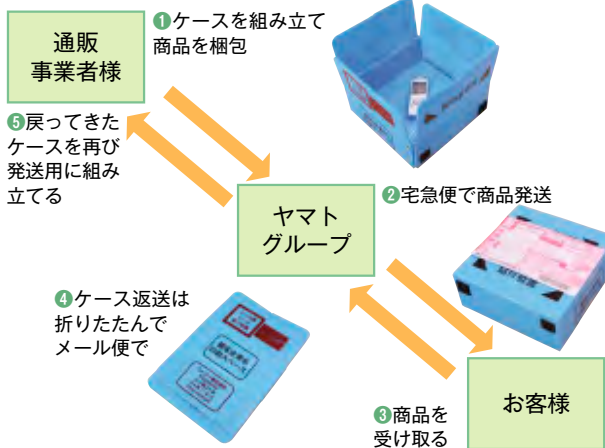 通販
事業者様
❶ケースを組み立て
商品を梱包
❺戻ってきた
ケースを再び
発送用に組み
立てる
ヤマト
グループ
❷宅急便で商品発送
❹ケース返送は
折りたたんで
メール便で
お客様
❸商品を
受け取る